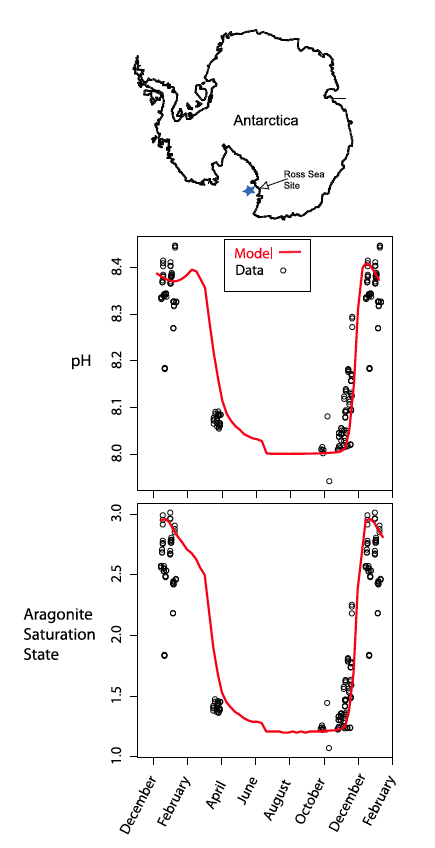 Antarctica
Ross Sea
Site
Model
Data
pH
8.4
8.3
8.2
8.1
8.0
Aragonite
Saturation
State
3.0
2.5
2.0
1.5
1.0
December
February
April
June
August
October
December
February